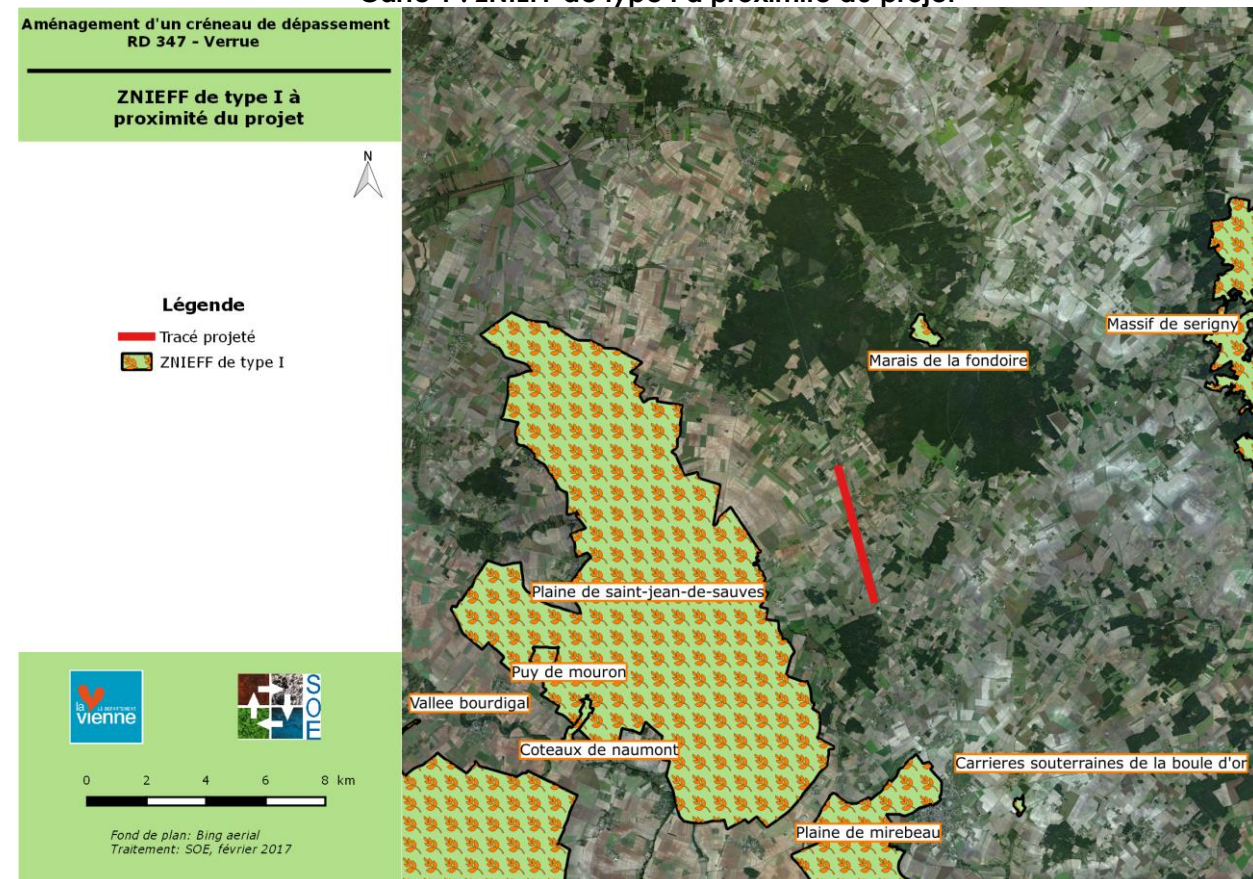 Aménagement d'un créneau de dépassement
RD 347 - Verrue
ZNIEFF de type I à
proximité du projet
N
Légende
Tracé projeté
ZNIEFF de type I
la
LE DEPARTEMENT
vienne
SOE
0 2 4 6 8 km
Fond de plan: Bing aerial
Traitement: SOE, février 2017
Massif de serigny
Marais de la fondoire
Plaine de saint-jean-de-sauves
Puy de mouron
Vallee bourdigal
Coteaux de naumont
Carrieres souterraines de la boule d'or
Plaine de mirebeau